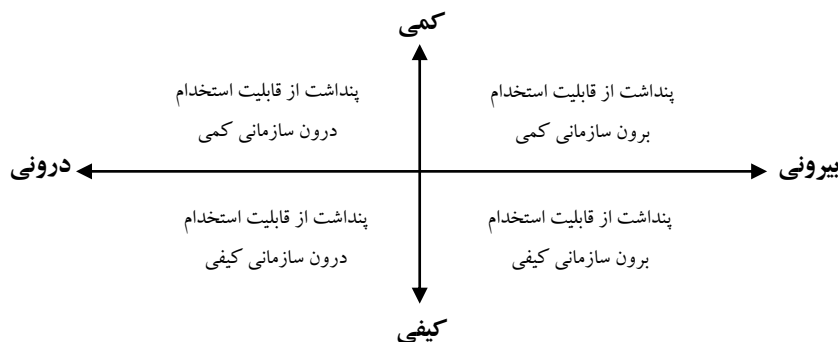 کمی
پنداشت از قابلیت استخدام
برون سازمانی کمی
پنداشت از قابلیت استخدام
درون سازمانی کمی
بیرونی
درونی
پنداشت از قابلیت استخدام
برون سازمانی کیفی
پنداشت از قابلیت استخدام
درون سازمانی کیفی
کیفی